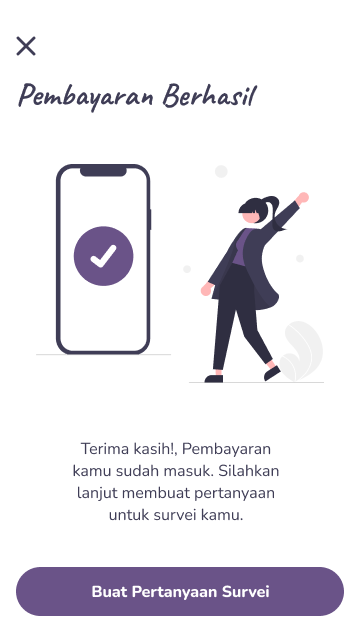 Pembayaran Berhasil
Terima kasih!, Pembayaran
kamu sudah masuk. Silahkan
lanjut membuat pertanyaan
untuk survei kamu.
Buat Pertanyaan Survei